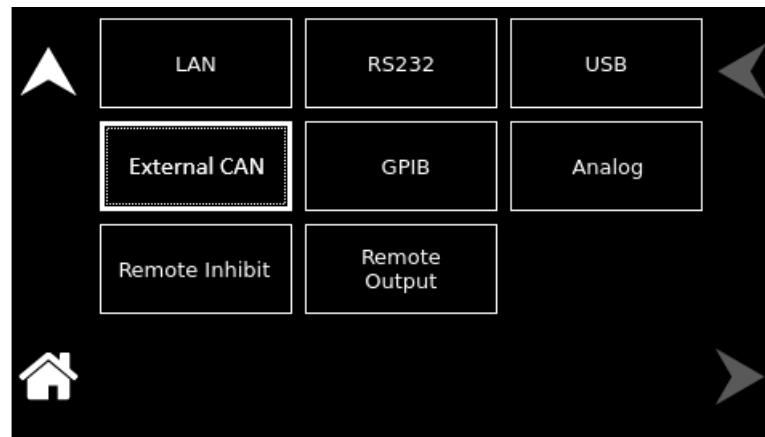 LAN
RS232
USB
External CAN
GPIB
Analog
Remote Inhibit
Remote
Output